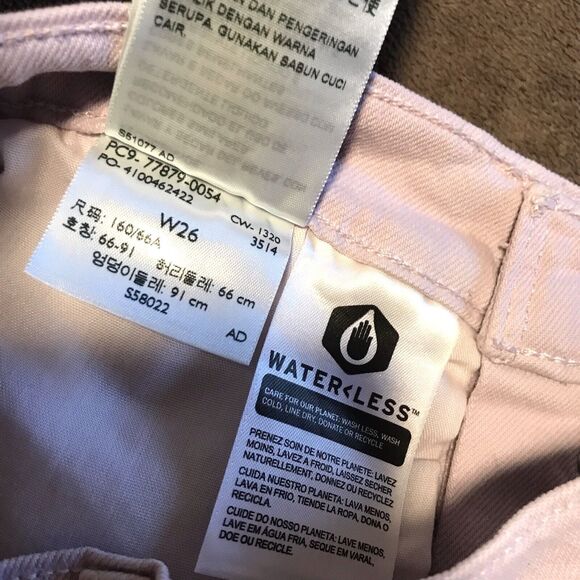 DAN PENGERINGAN
DENGAN WARNA
SERUPA. GUNAKAN SABUN CUCI
CAIR.
S51077 AD
PC9- 77879-0054
PC- 4100462422
CW- 1320
3514
W26
尺码: 160/66A
호칭: 66-91
허리둘레: 66 cm
엉덩이둘레: 91 cm
S58022
AD
WATER<LESS™
CARE FOR OUR PLANET: WASH LESS, WASH
COLD, LINE DRY, DONATE OR RECYCLE
PRENEZ SOIN DE NOTRE PLANETE: LAVEZ
MOINS, LAVEZ A FROID, LAISSEZ SECHER
NATURELLEMENT, DONNEZ OU RECYCLEZ
CUIDA NUESTRO PLANETA: LAVA MENOS,
LAVA EN FRIO, TIENDE LA ROPA, DONA O
RECICLA.
CUIDE DO NOSSO PLANETA: LAVE MENOS,
LAVE EM ÁGUA FRIA, SEQUE EM VARAL,
DOE OU RECICLE.